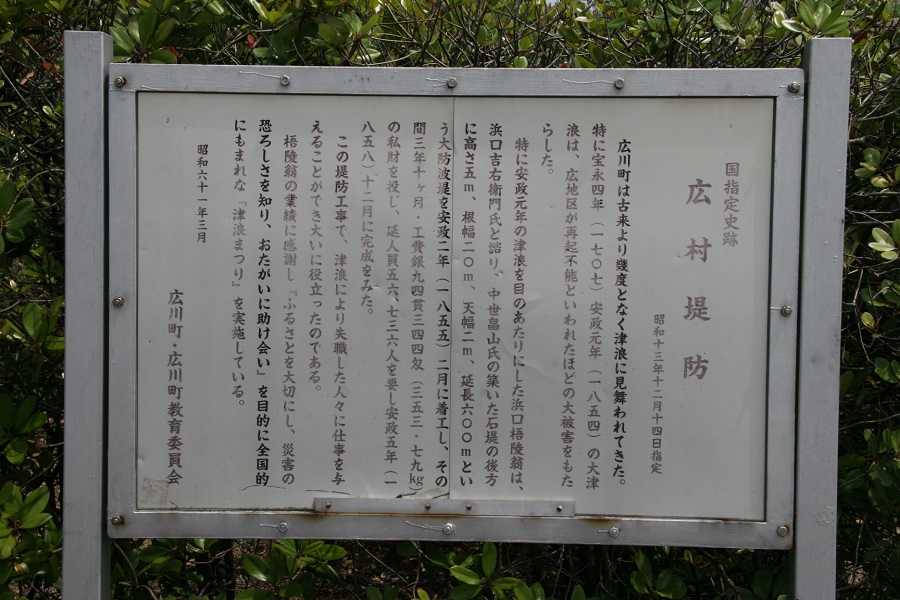 国指定史跡
広村堤防
昭和十三年十二月十四日指定
広川町は古来より幾度となく津浪に見舞われてきた。
特に宝永四年（一七〇七）安政元年（一八五四）の大津
浪は、広地区が再起不能といわれたほどの大被害をもた
らした。
特に安政元年の津浪を目のあたりにした浜口梧陵翁は、
浜口吉右衛門氏と諮り、中世畠山氏の築いた石堤の後方
に高さ五m、根幅二〇m、天幅二m、延長六〇〇mとい
う大防波堤を安政二年（一八五五）二月に着工し、その
間三年十ヶ月・工費銀九四貫三四四匁（三五三・七九kg）
の私財を投じ、延人員五六、七三六人を要し安政五年（一
八五八）十二月に完成をみた。
この堤防工事で、津浪により失職した人々に仕事を与
えることができ大いに役立ったのである。
梧陵翁の業績に感謝し『ふるさとを大切にし、災害の
恐ろしさを知り、おたがいに助け合い』を目的に全国的
にもまれな『津浪まつり』を実施している。
昭和六十一年三月
広川町・広川町教育委員会